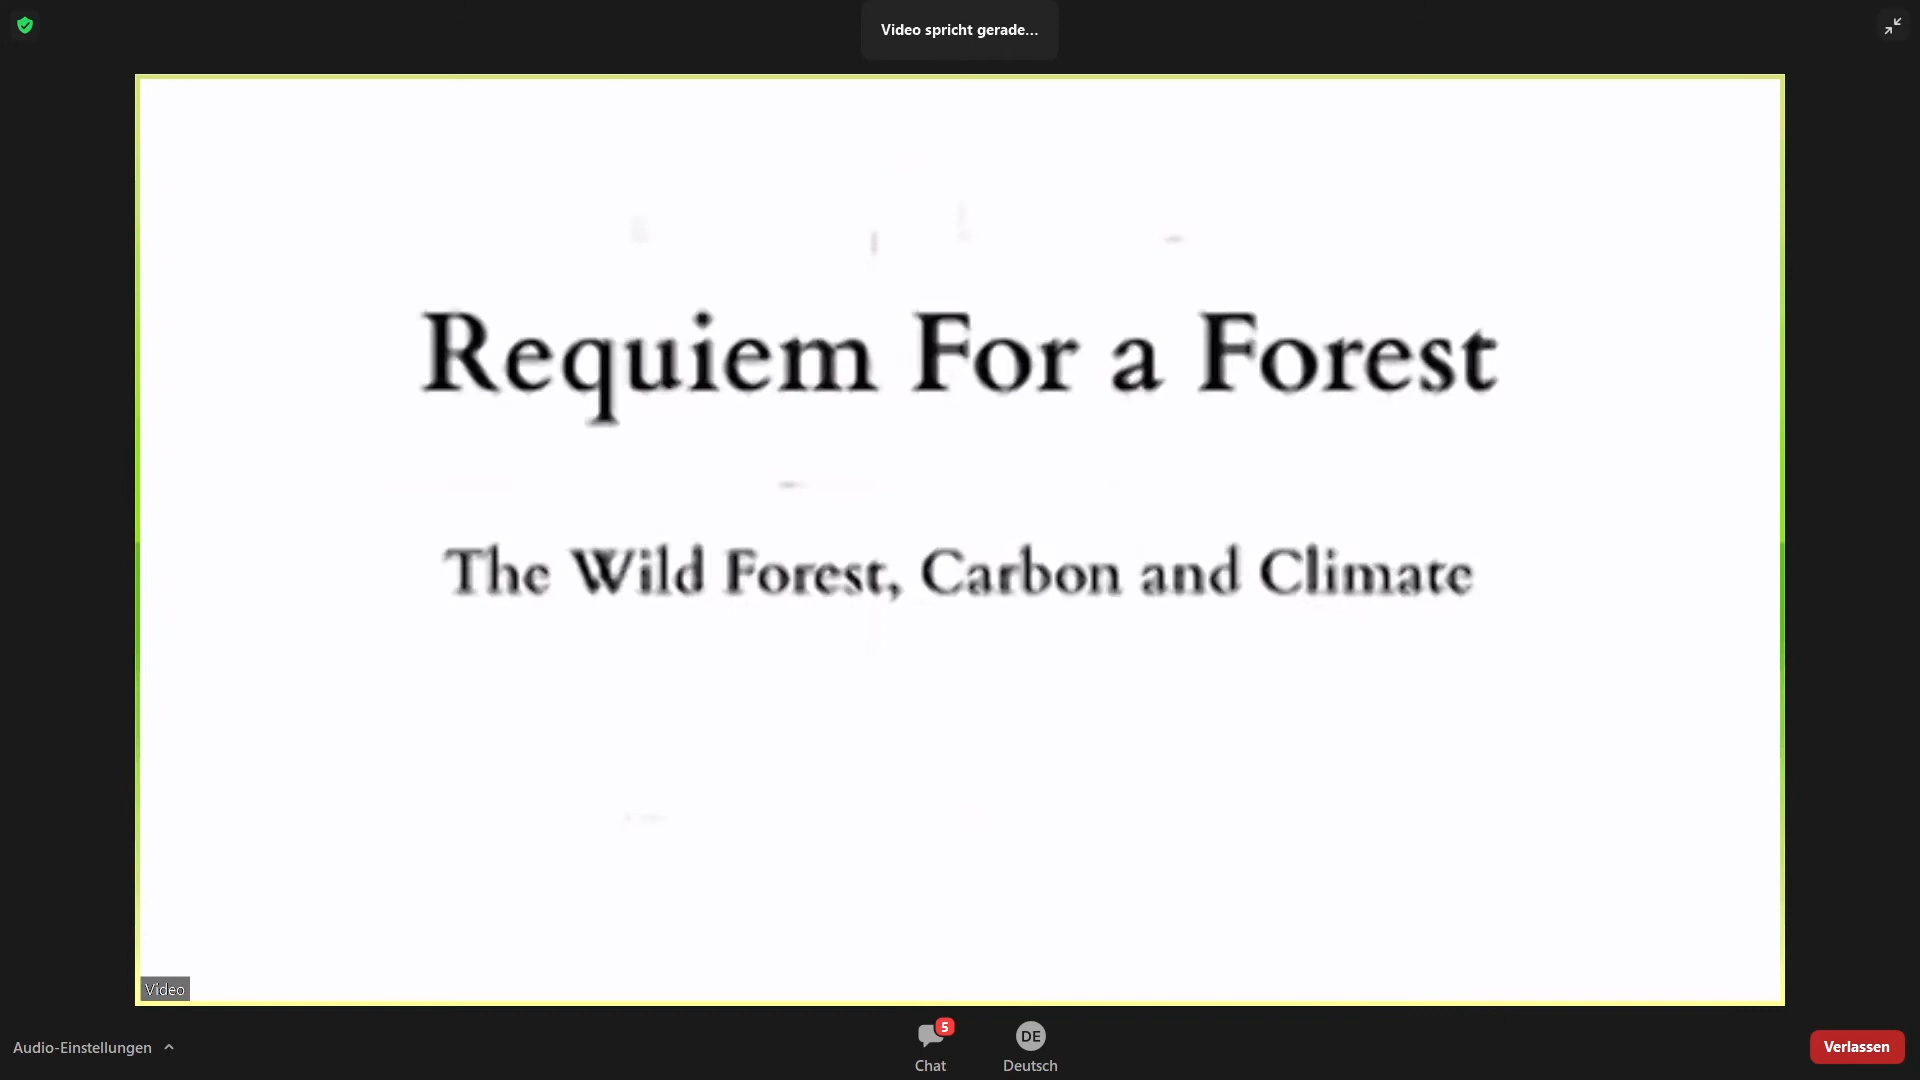 Video spricht gerade...
Requiem For a Forest
The Wild Forest, Carbon and Climate
Video
Audio-Einstellungen
5
DE
Chat
Deutsch
Verlassen